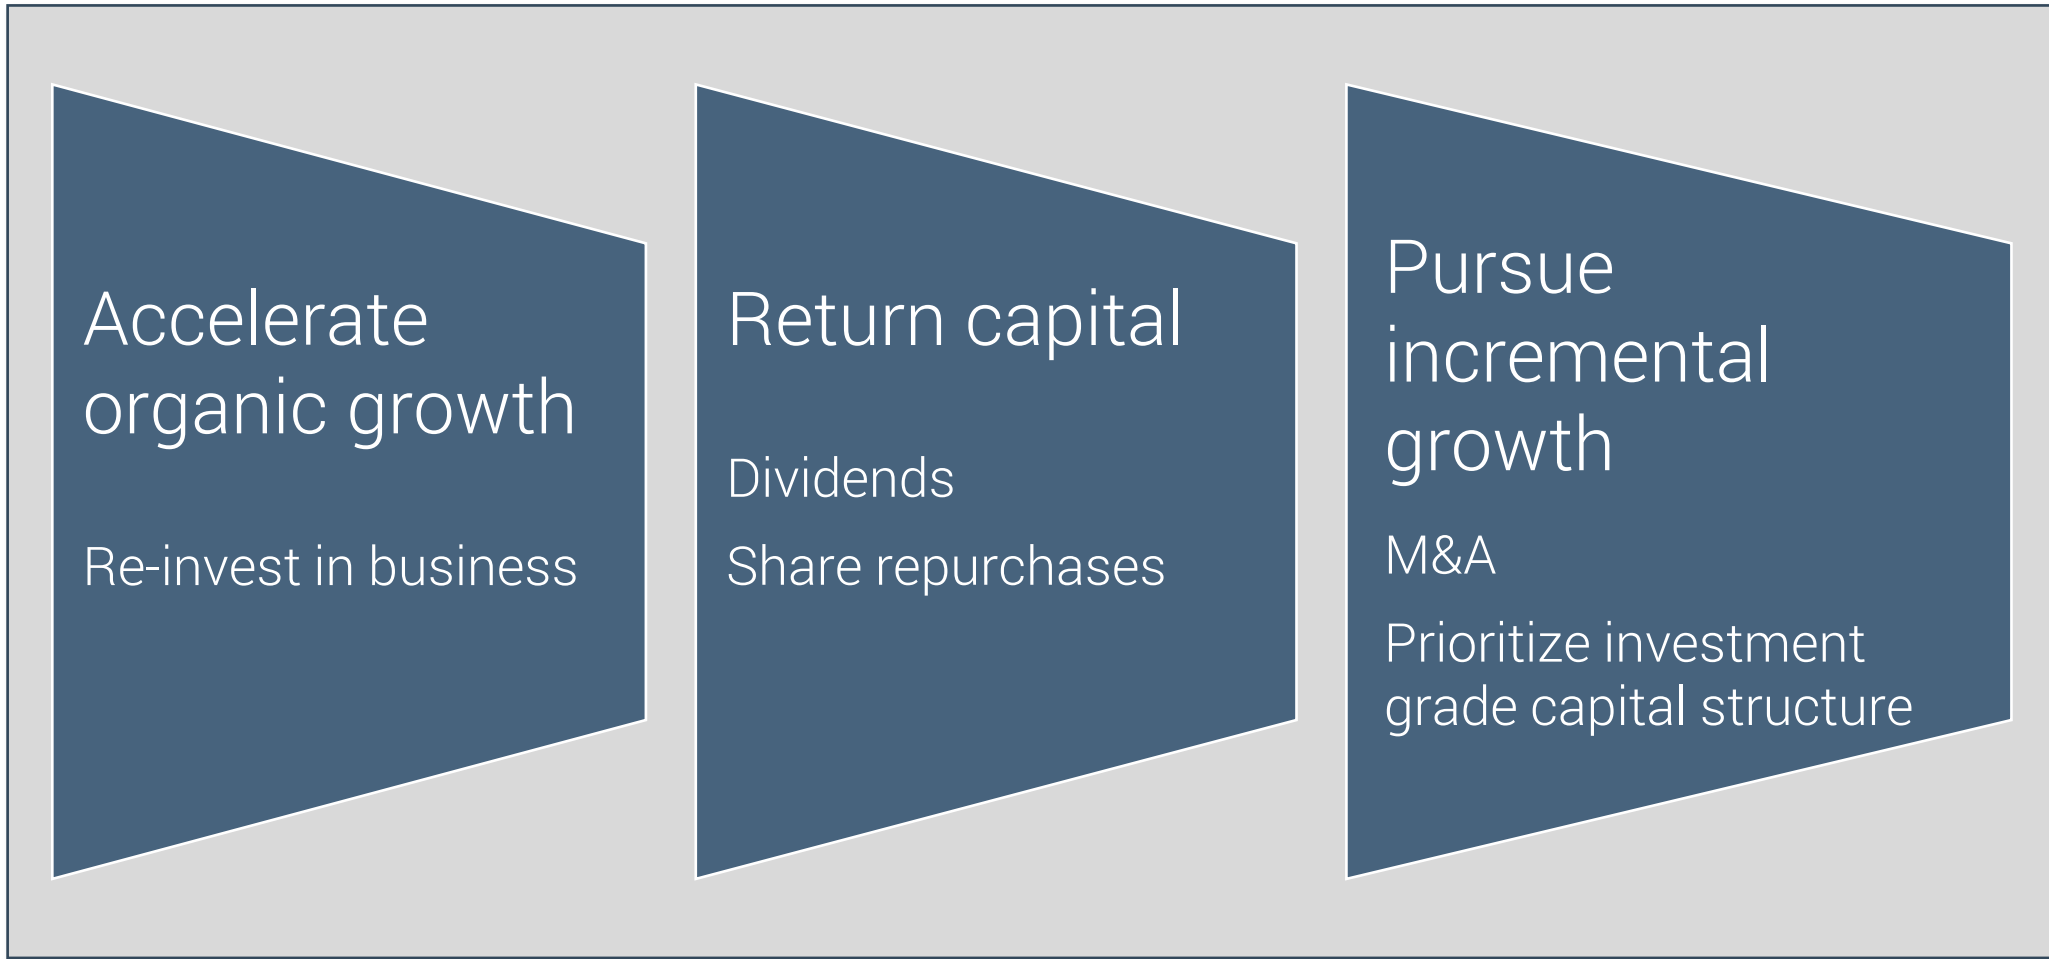 Accelerate
organic growth
Re-invest in business
Return capital
Dividends
Share repurchases
Pursue
incremental
growth
M&A
Prioritize investment
grade capital structure